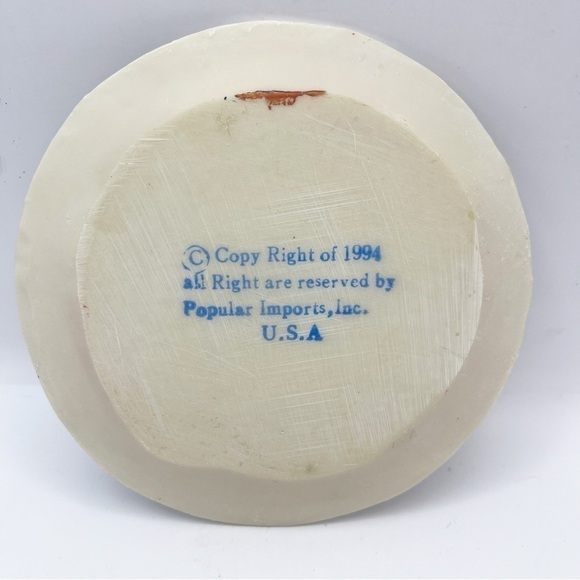 © Copy Right of 1994
all Right are reserved by
Popular Imports, Inc.
U.S.A